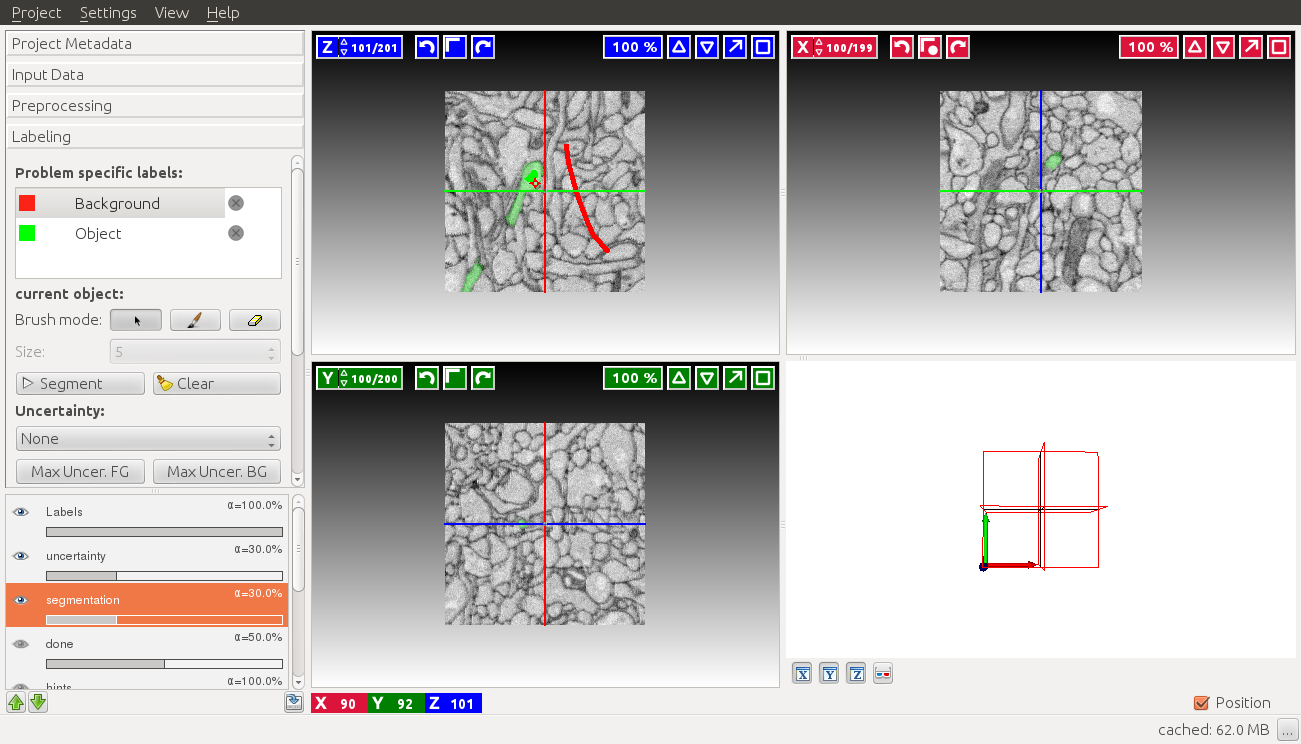 Project Settings View Help
Project Metadata
Input Data
Preprocessing
Labeling
Problem specific labels:
Background
Object
current object:
Brush mode:
Size: 5
Segment Clear
Uncertainty:
None
Max Uncer. FG Max Uncer. BG
Labels α=100.0%
uncertainty α=30.0%
segmentation α=30.0%
done α=50.0%
hints α=100.0%
Z 101/201 100 %
X 100/199 100 %
Y 100/200 100 %
X Y Z
X 90 Y 92 Z 101
Position
cached: 62.0 MB ...